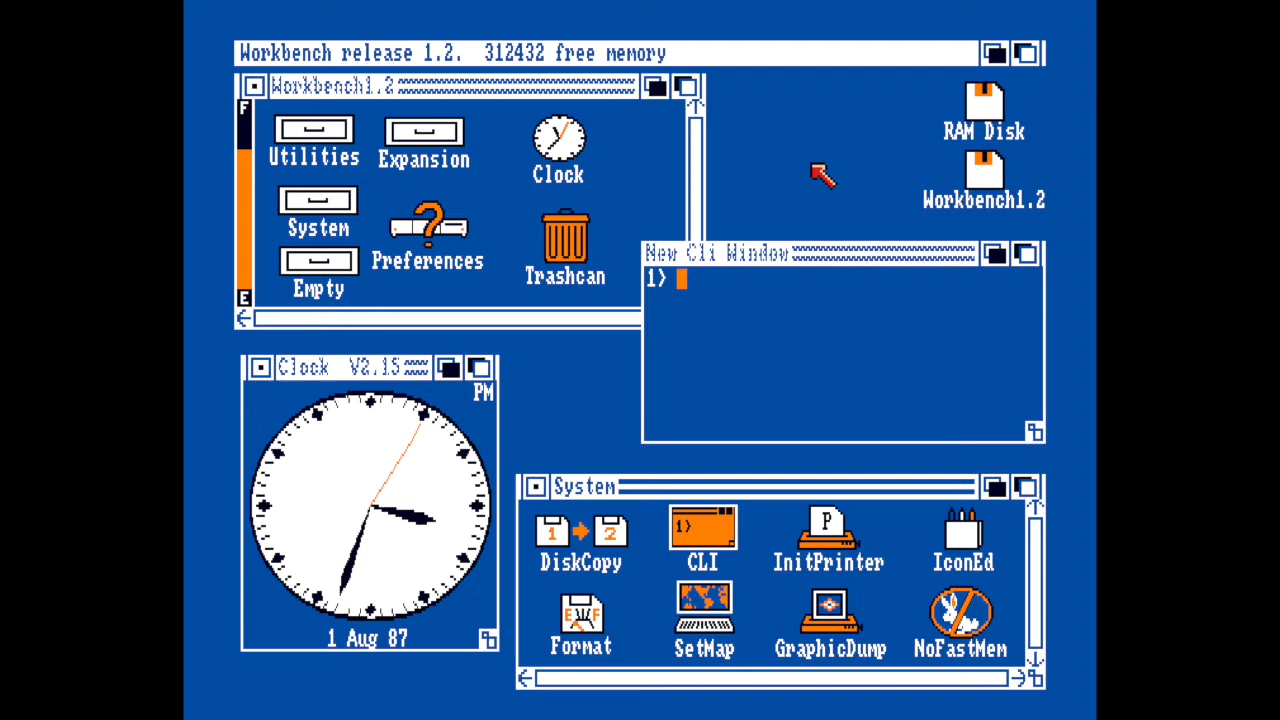 Workbench release 1.2.  312432 free memory
Workbench1.2
F
E
Utilities
Expansion
Clock
System
Preferences
Trashcan
Empty
RAM Disk
Workbench1.2
New Cli Window
1>
Clock  V2.15
PM
1 Aug 87
System
1
2
DiskCopy
1>
CLI
P
InitPrinter
IconEd
E F
Format
SetMap
GraphicDump
NoFastMem